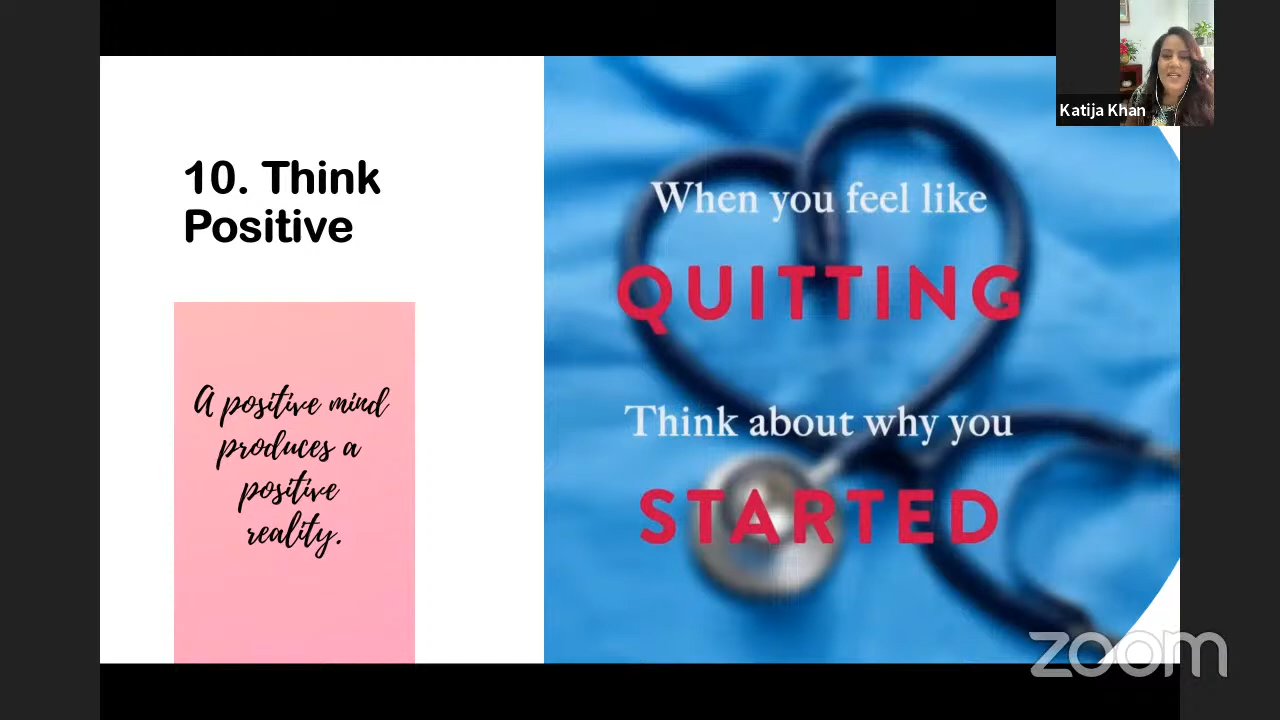 Katija Khan
10. Think
Positive
A positive mind
produces a
positive
reality.
When you feel like
QUITTING
Think about why you
STARTED
zoom